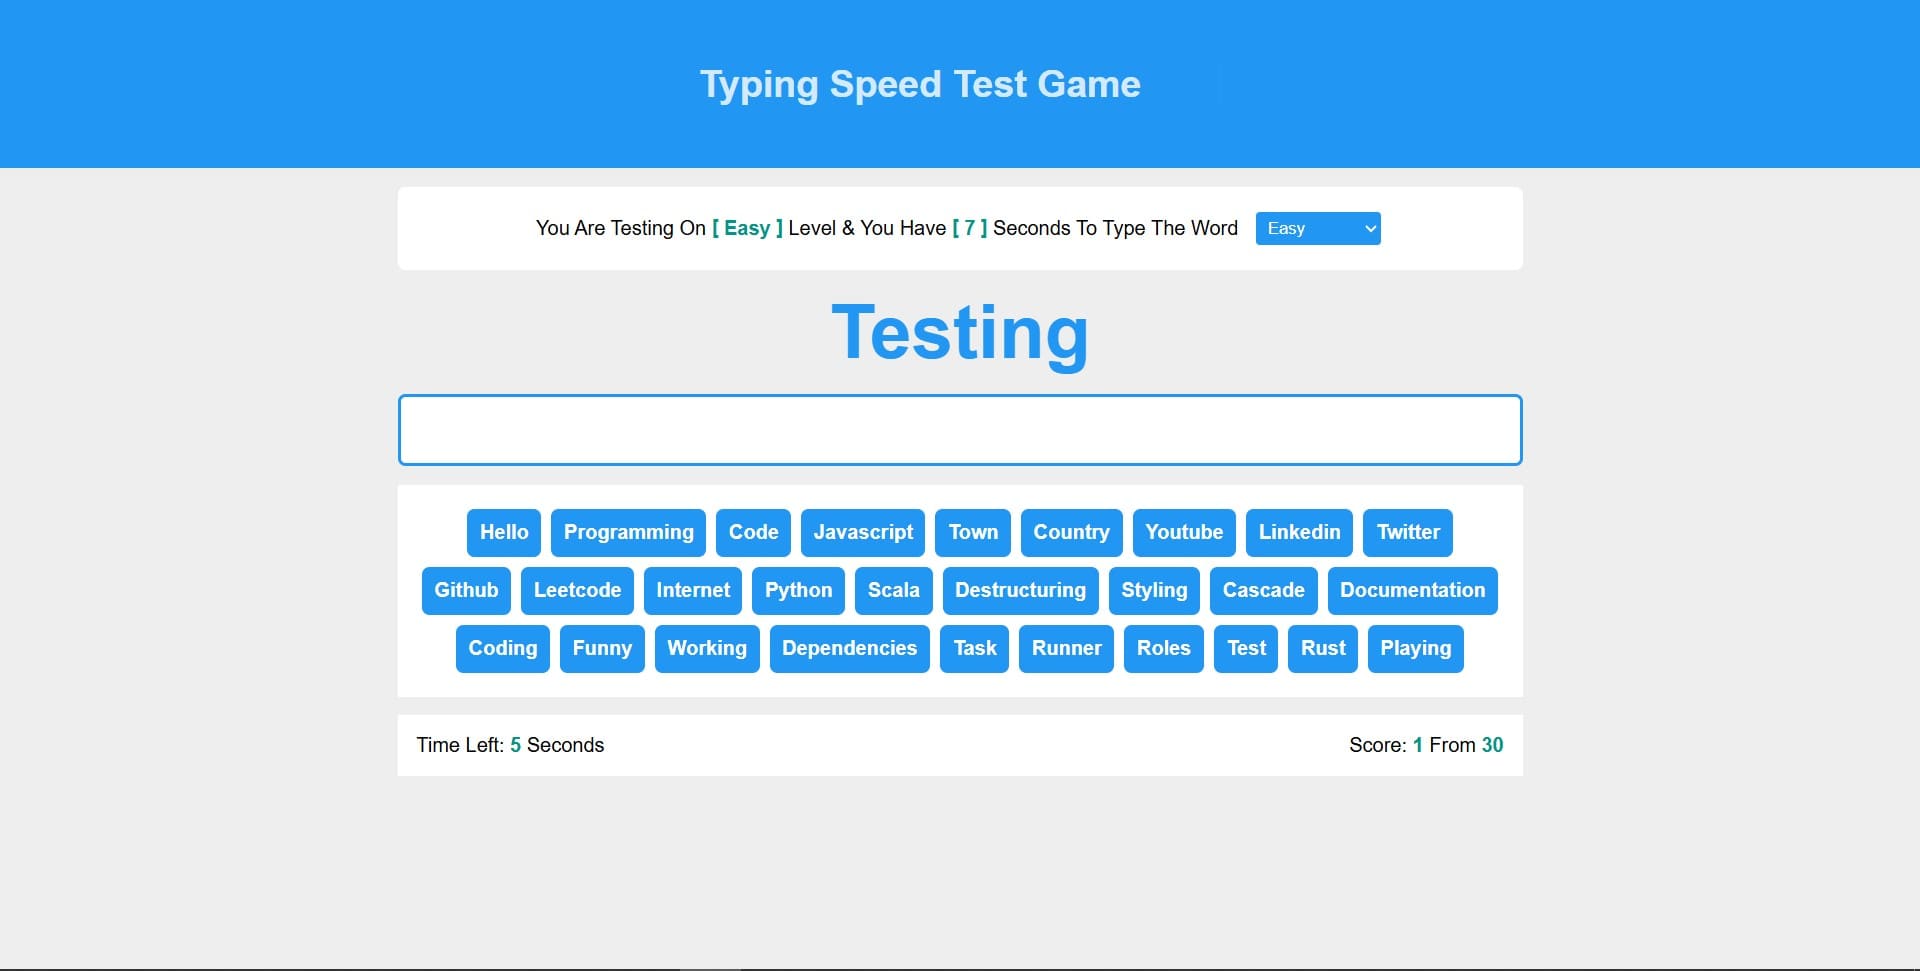 Typing Speed Test Game
You Are Testing On [ Easy ] Level & You Have [ 7 ] Seconds To Type The Word Easy
Testing
Hello Programming Code Javascript Town Country Youtube Linkedin Twitter
Github Leetcode Internet Python Scala Destructuring Styling Cascade Documentation
Coding Funny Working Dependencies Task Runner Roles Test Rust Playing
Time Left: 5 Seconds Score: 1 From 30